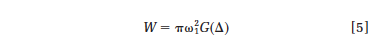 W = πω₁²G(Δ) [5]